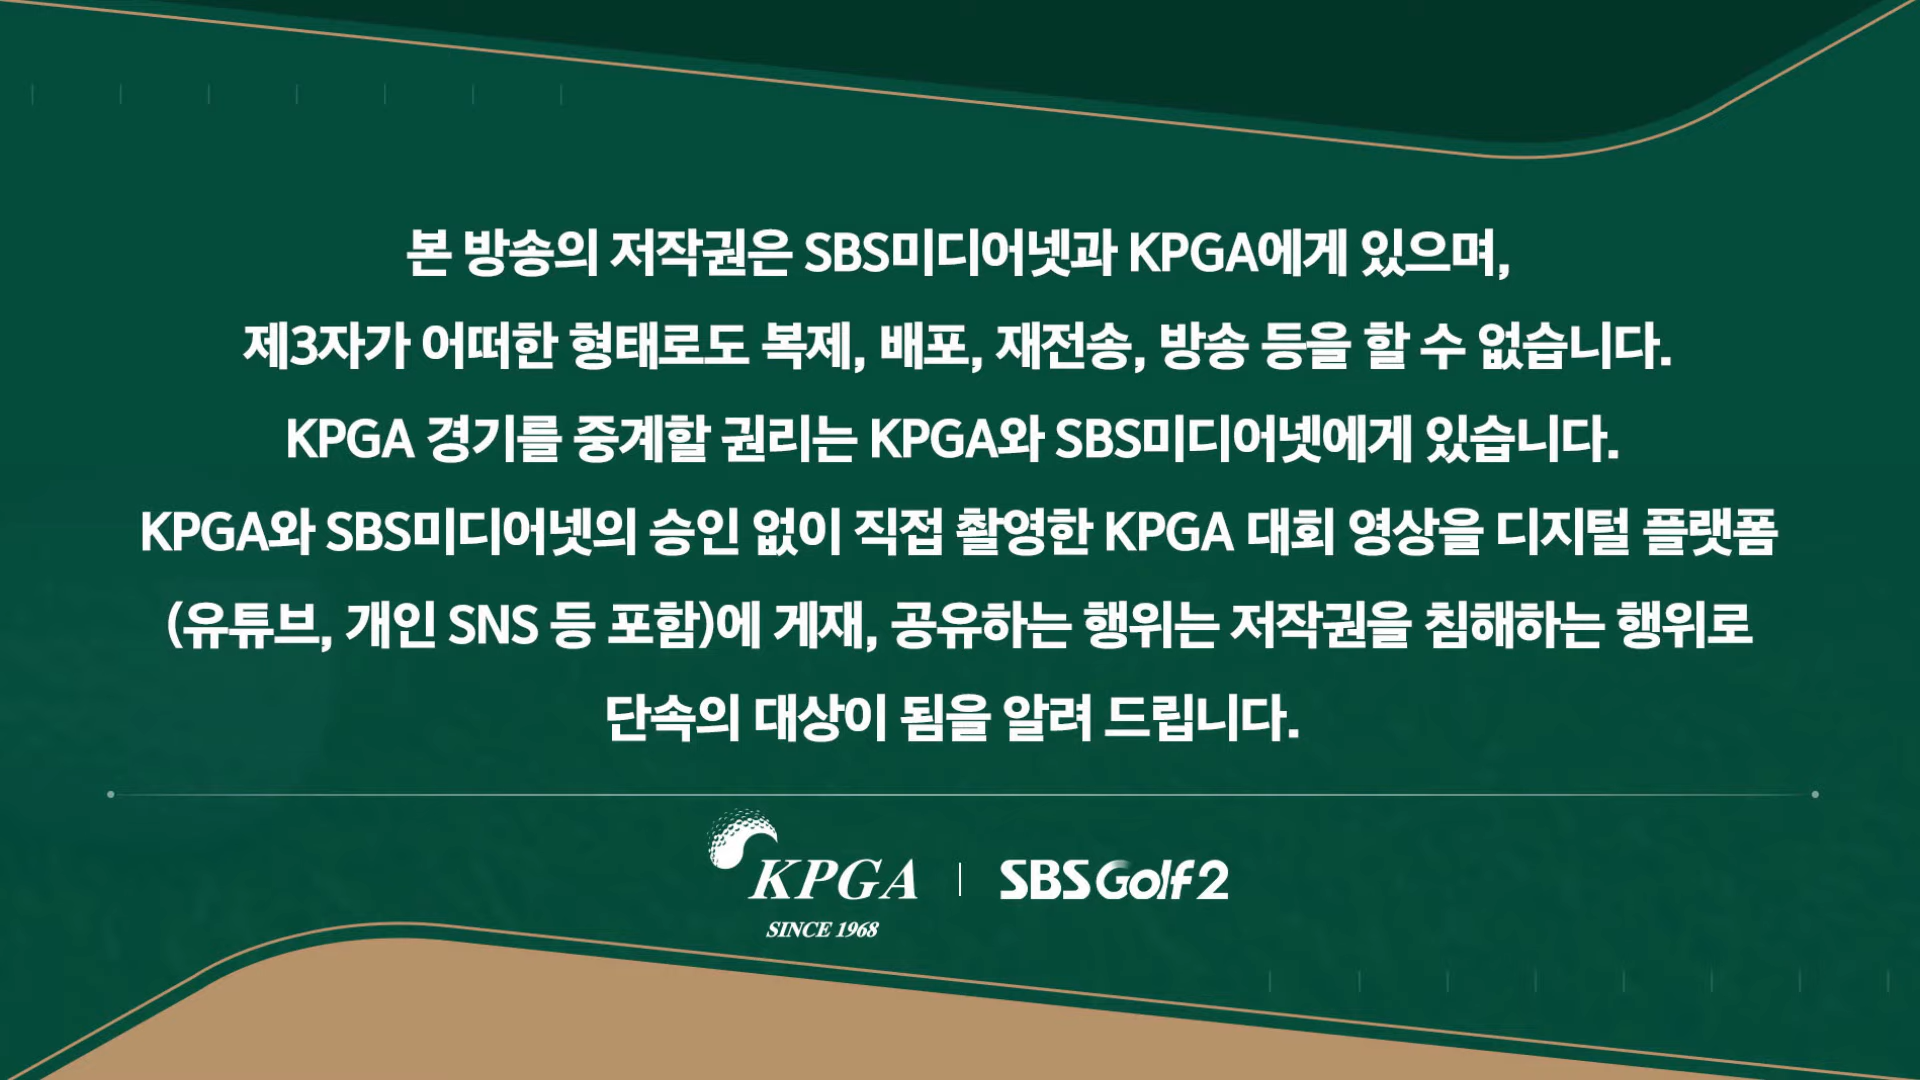 본 방송의 저작권은 SBS미디어넷과 KPGA에게 있으며,
제3자가 어떠한 형태로도 복제, 배포, 재전송, 방송 등을 할 수 없습니다.
KPGA 경기를 중계할 권리는 KPGA와 SBS미디어넷에게 있습니다.
KPGA와 SBS미디어넷의 승인 없이 직접 촬영한 KPGA 대회 영상을 디지털 플랫폼
(유튜브, 개인 SNS 등 포함)에 게재, 공유하는 행위는 저작권을 침해하는 행위로
단속의 대상이 됨을 알려 드립니다.
KPGA
SINCE 1968
SBS Golf 2